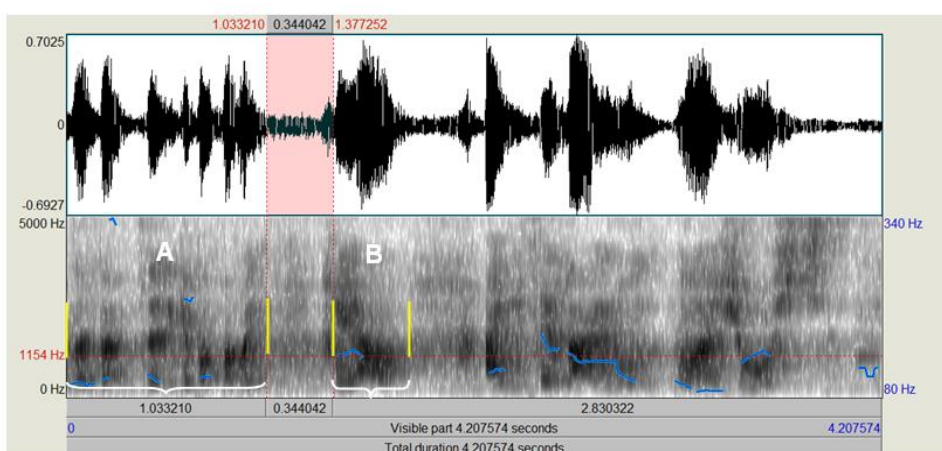 1.033210 0.344042 1.377252
0.7025
0
-0.6927
5000 Hz 340 Hz
A B
1154 Hz
0 Hz 80 Hz
1.033210 0.344042 2.830322
0 Visible part 4.207574 seconds 4.207574
Total duration 4.207574 seconds